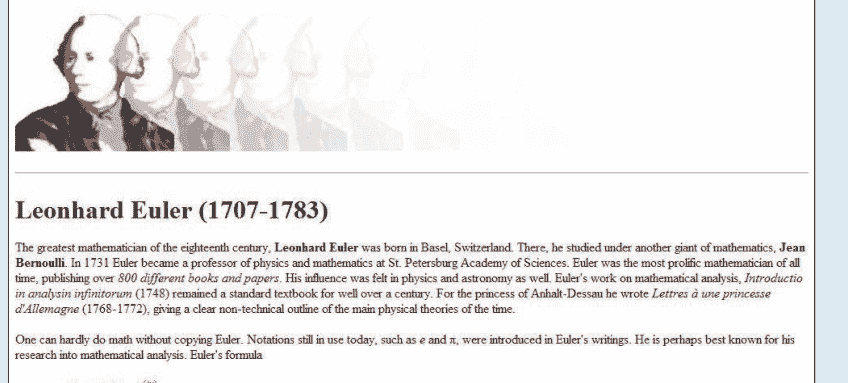 Leonhard Euler (1707-1783)
The greatest mathematician of the eighteenth century, Leonhard Euler was born in Basel, Switzerland. There, he studied under another giant of mathematics, Jean
Bernoulli. In 1731 Euler became a professor of physics and mathematics at St. Petersburg Academy of Sciences. Euler was the most prolific mathematician of all
time, publishing over 800 different books and papers. His influence was felt in physics and astronomy as well. Euler's work on mathematical analysis, Introductio
in analysin infinitorum (1748) remained a standard textbook for well over a century. For the princess of Anhalt-Dessau he wrote Lettres à une princesse
d'Allemagne (1768-1772), giving a clear non-technical outline of the main physical theories of the time.
One can hardly do math without copying Euler. Notations still in use today, such as e and π, were introduced in Euler's writings. He is perhaps best known for his
research into mathematical analysis. Euler's formula